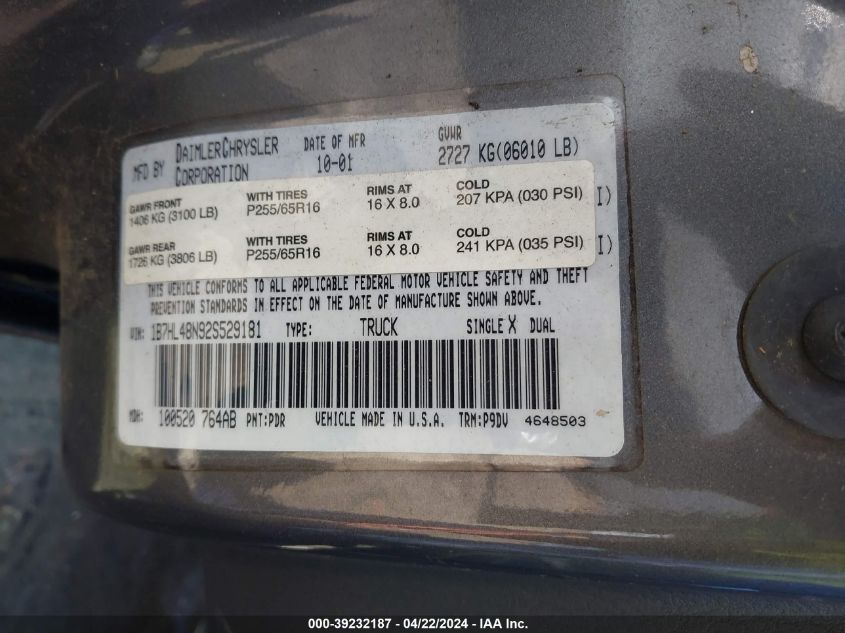 MFD BY DAIMLERCHRYSLER CORPORATION DATE OF MFR 10-01 GVWR 2727 KG(06010 LB)
GAWR FRONT WITH TIRES RIMS AT COLD
1406 KG (3100 LB) P255/65R16 16 X 8.0 207 KPA (030 PSI) I)
GAWR REAR WITH TIRES RIMS AT COLD
1726 KG (3806 LB) P255/65R16 16 X 8.0 241 KPA (035 PSI) I)
THIS VEHICLE CONFORMS TO ALL APPLICABLE FEDERAL MOTOR VEHICLE SAFETY AND THEFT
PREVENTION STANDARDS IN EFFECT ON THE DATE OF MANUFACTURE SHOWN ABOVE.
VIN: 1B7HL48N92S529181 TYPE: TRUCK SINGLE X DUAL
MDH: 100520 764AB PNT:PDR VEHICLE MADE IN U.S.A. TRM:P9DV 4648503
000-39232187 - 04/22/2024 - IAA Inc.